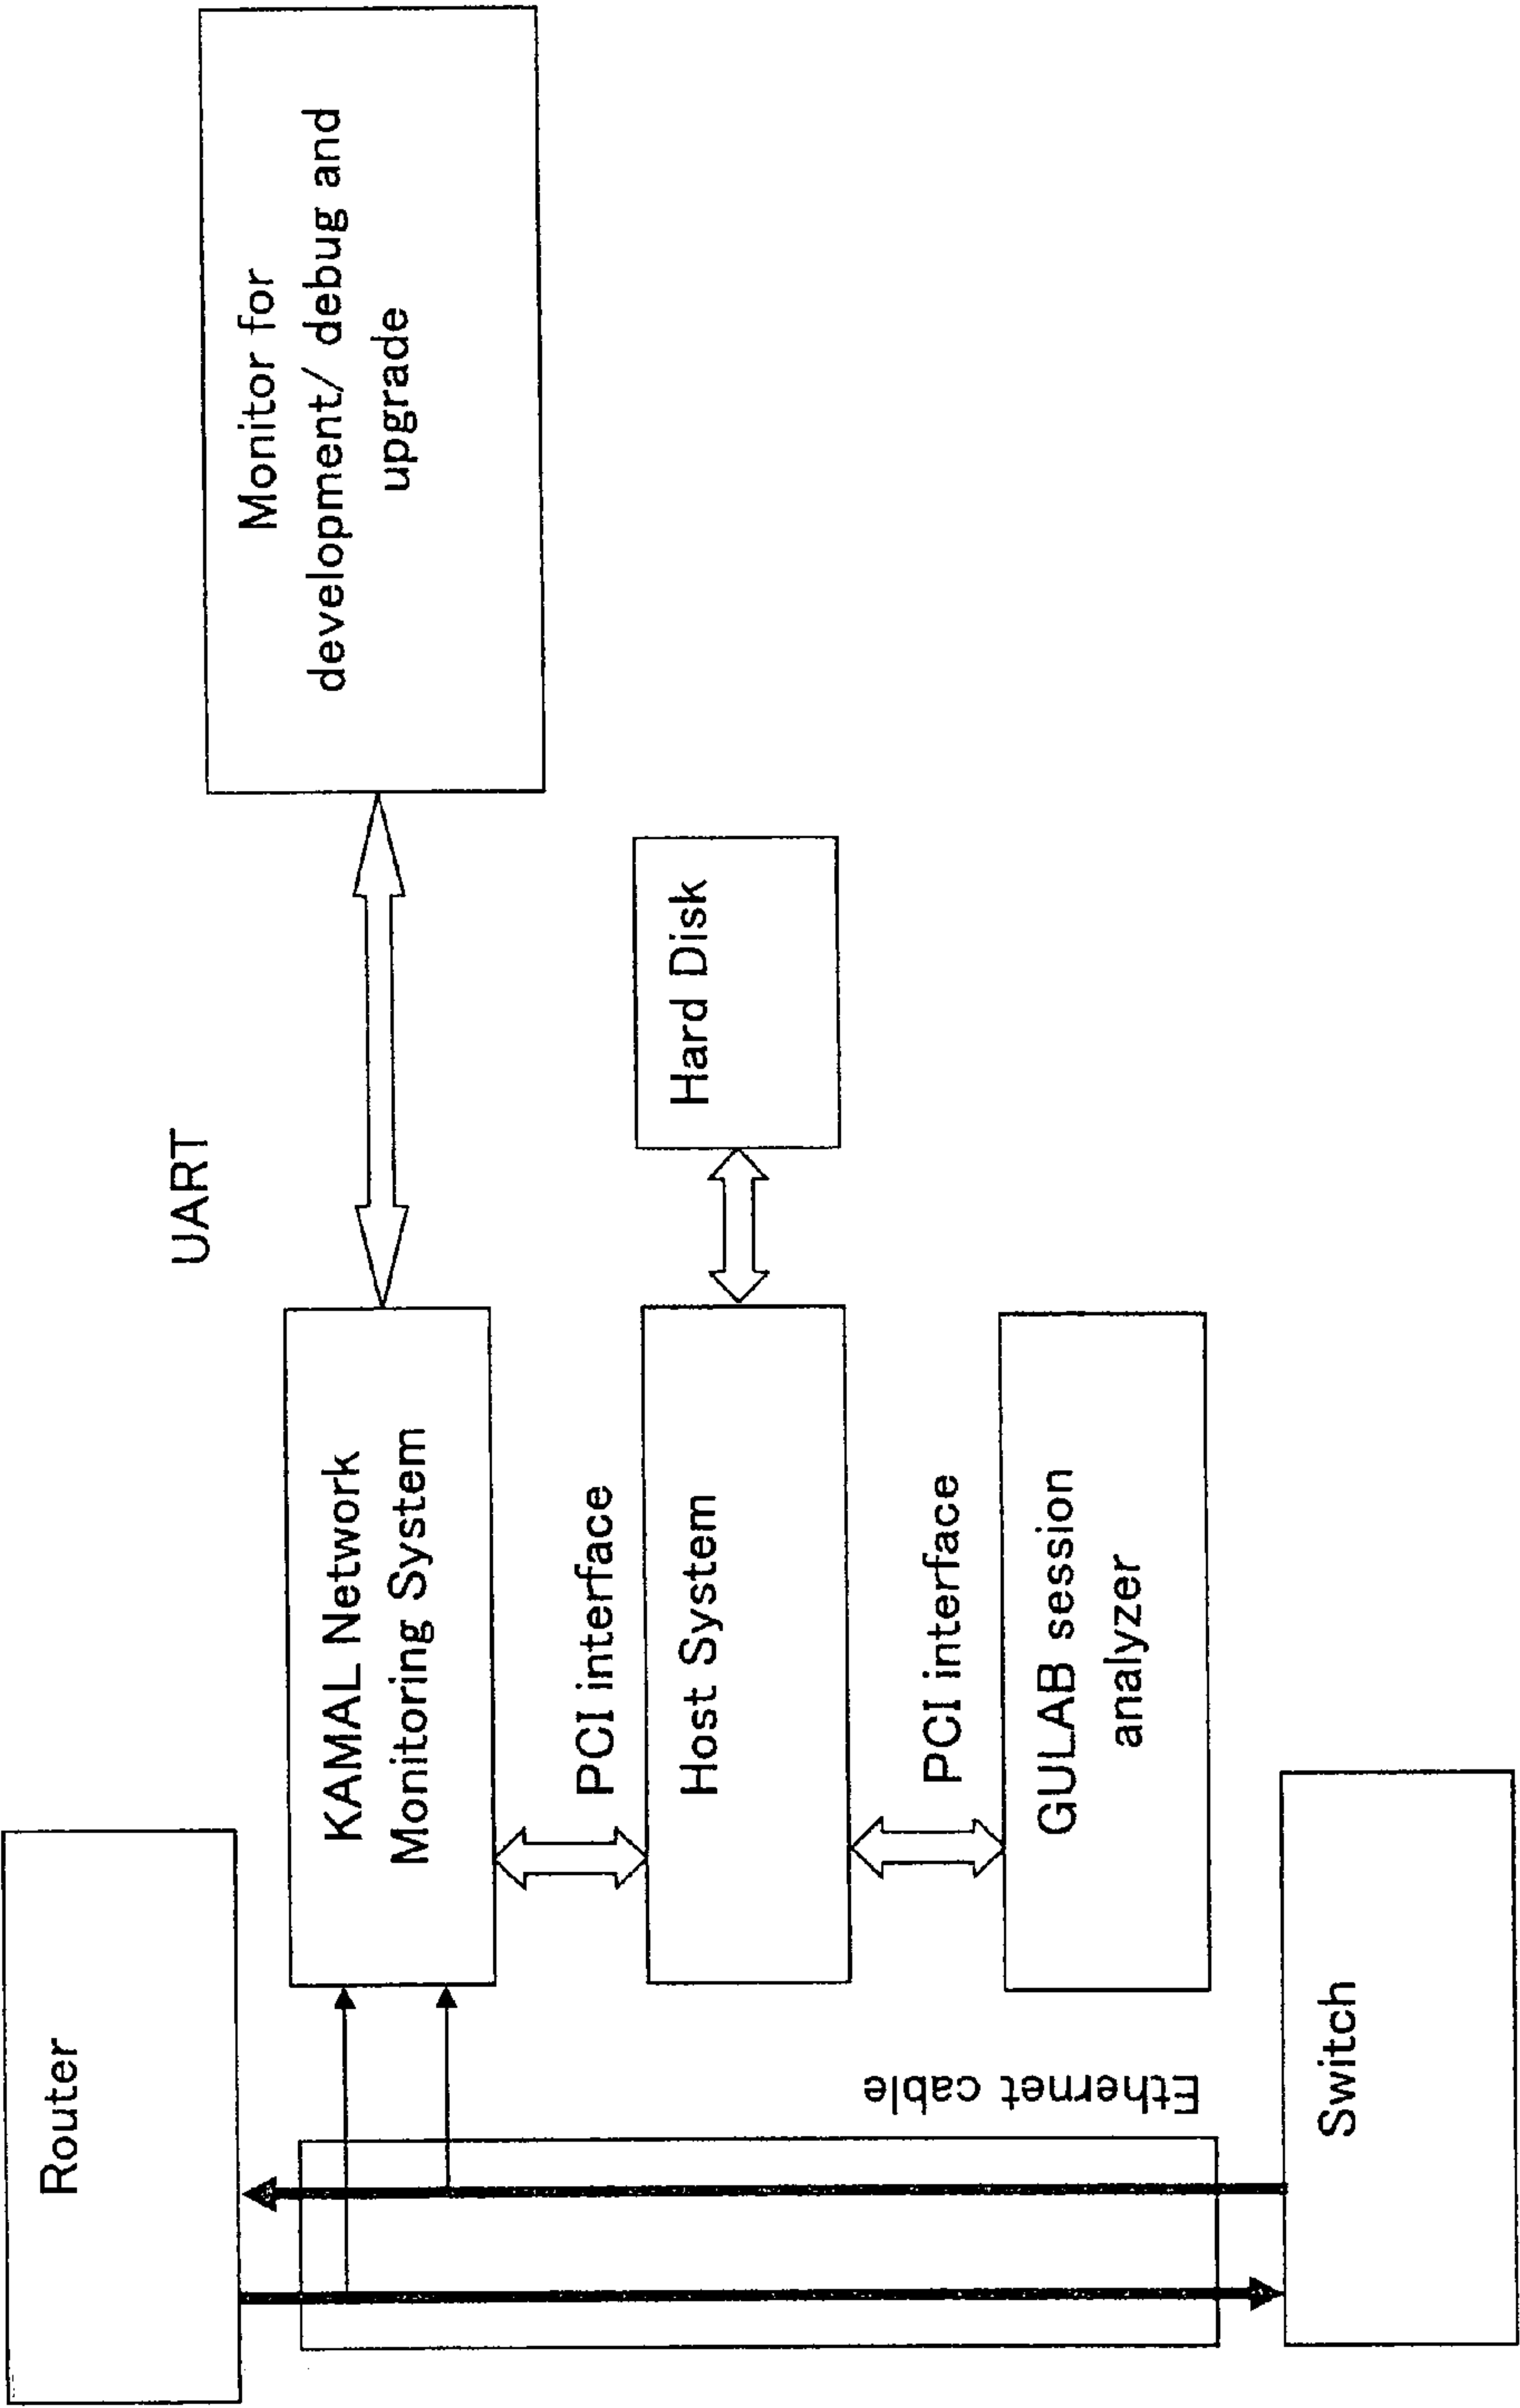 Router
KAMAL Network
Monitoring System
UART
Monitor for
development/ debug and
upgrade
PCI interface
Host System
Hard Disk
PCI interface
GULAB session
analyzer
Ethernet cable
Switch